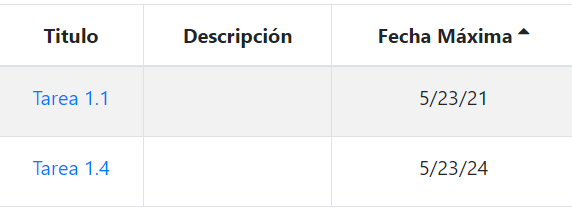 Titulo Descripción Fecha Máxima
Tarea 1.1 5/23/21
Tarea 1.4 5/23/24